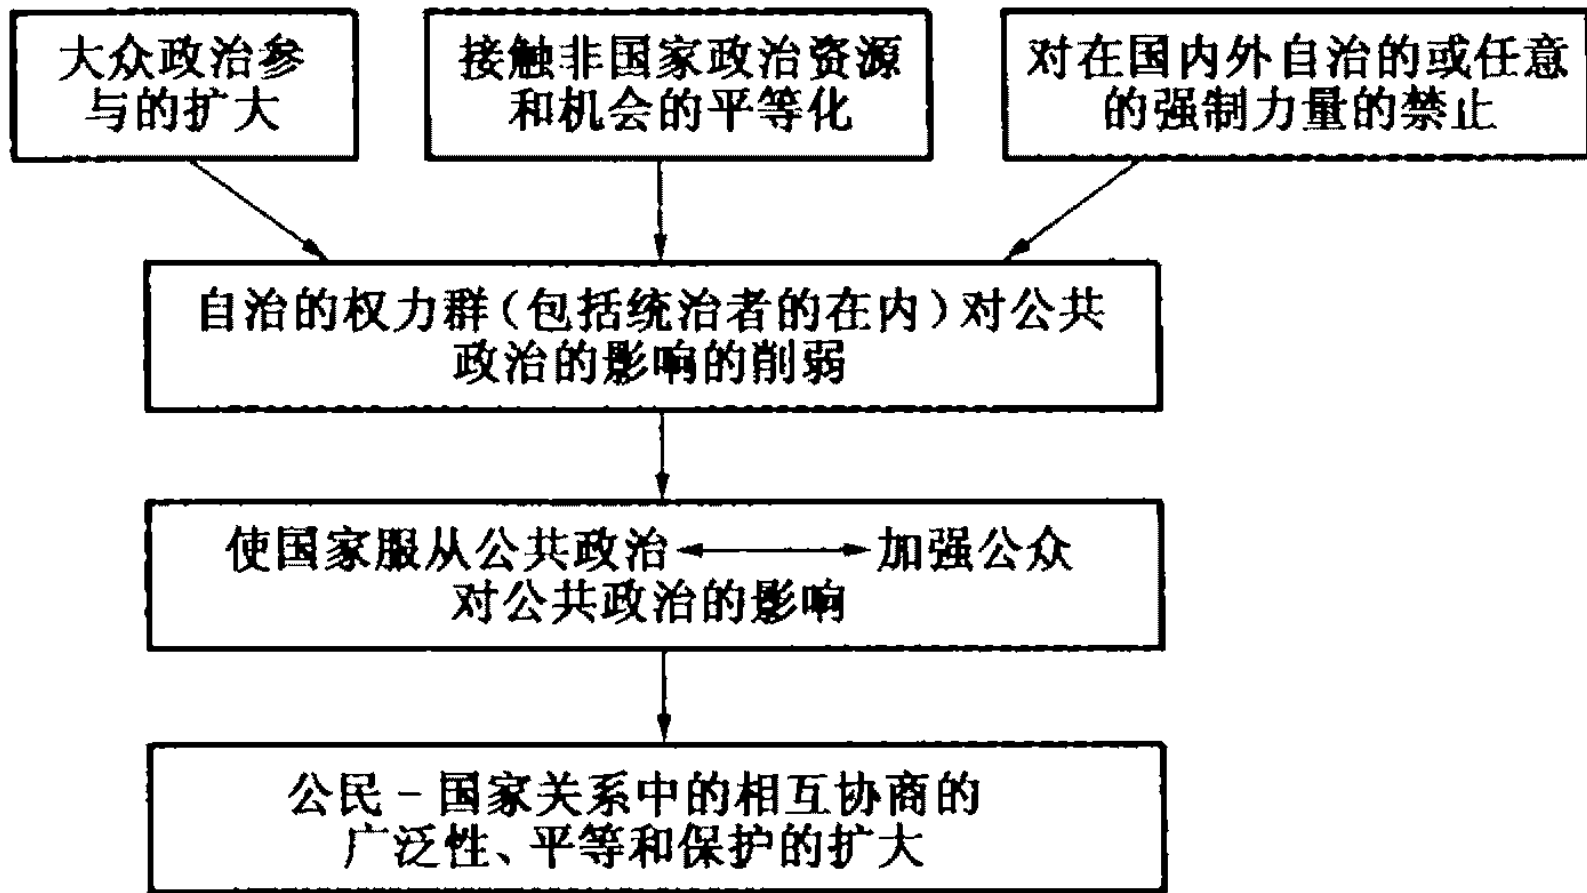 大众政治参
与的扩大
接触非国家政治资源
和机会的平等化
对在国内外自治的或任意
的强制力量的禁止
自治的权力群(包括统治者的在内)对公共
政治的影响的削弱
使国家服从公共政治 ←→ 加强公众
对公共政治的影响
公民-国家关系中的相互协商的
广泛性、平等和保护的扩大